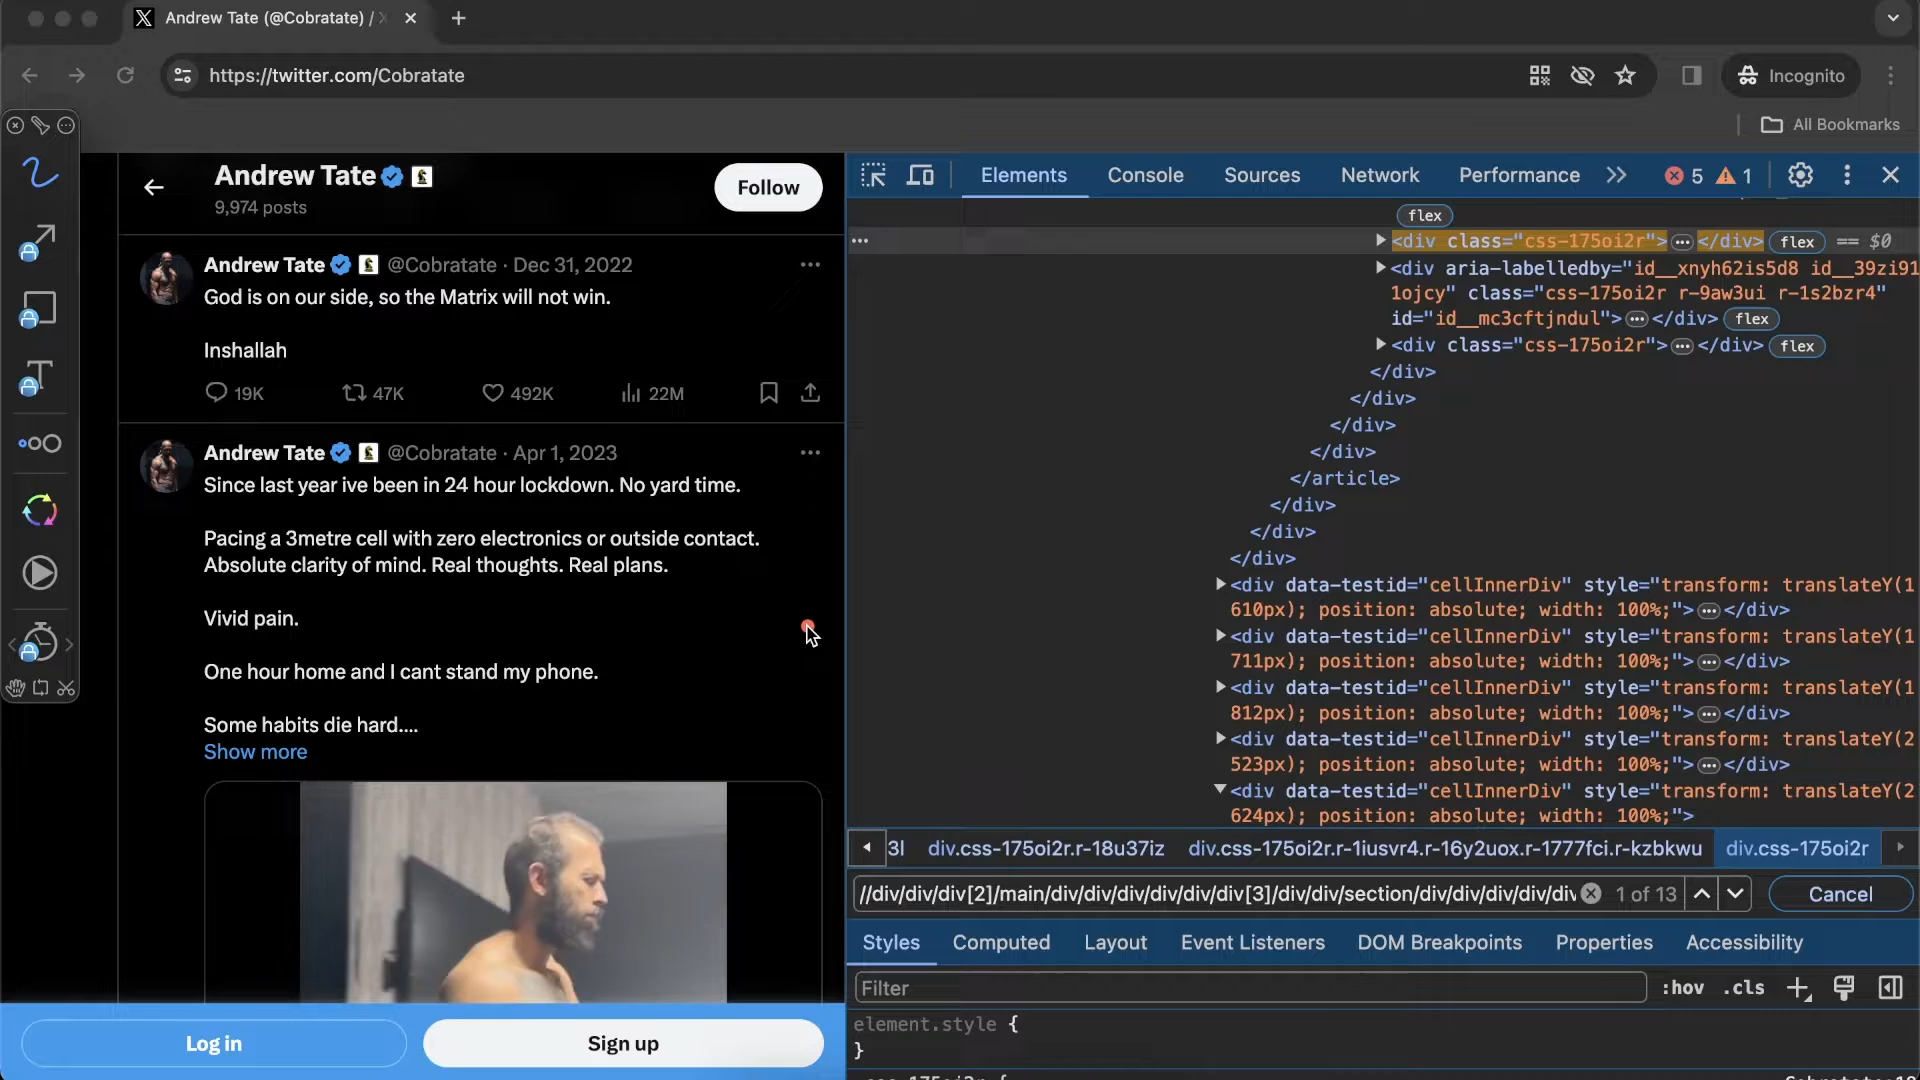 Andrew Tate (@Cobratate) / X
https://twitter.com/Cobratate
Incognito
All Bookmarks
Andrew Tate
9,974 posts
Follow
Andrew Tate @Cobratate · Dec 31, 2022
God is on our side, so the Matrix will not win.
Inshallah
19K 47K 492K 22M
Andrew Tate @Cobratate · Apr 1, 2023
Since last year ive been in 24 hour lockdown. No yard time.
Pacing a 3metre cell with zero electronics or outside contact.
Absolute clarity of mind. Real thoughts. Real plans.
Vivid pain.
One hour home and I cant stand my phone.
Some habits die hard....
Show more
Log in Sign up
Elements Console Sources Network Performance 5 1
flex
<div class="css-175oi2r">…</div> flex == $0
<div aria-labelledby="id__xnyh62is5d8 id__39zi91
1ojcy" class="css-175oi2r r-9aw3ui r-1s2bzr4"
id="id__mc3cftjndul">…</div> flex
<div class="css-175oi2r">…</div> flex
</div>
</div>
</div>
</div>
</article>
</div>
</div>
</div>
<div data-testid="cellInnerDiv" style="transform: translateY(1
610px); position: absolute; width: 100%;">…</div>
<div data-testid="cellInnerDiv" style="transform: translateY(1
711px); position: absolute; width: 100%;">…</div>
<div data-testid="cellInnerDiv" style="transform: translateY(1
812px); position: absolute; width: 100%;">…</div>
<div data-testid="cellInnerDiv" style="transform: translateY(2
523px); position: absolute; width: 100%;">…</div>
<div data-testid="cellInnerDiv" style="transform: translateY(2
624px); position: absolute; width: 100%;">
3l div.css-175oi2r.r-18u37iz div.css-175oi2r.r-1iusvr4.r-16y2uox.r-1777fci.r-kzbkwu div.css-175oi2r
//div/div/div[2]/main/div/div/div/div/div/div[3]/div/div/section/div/div/div/div/div 1 of 13 Cancel
Styles Computed Layout Event Listeners DOM Breakpoints Properties Accessibility
Filter :hov .cls
element.style {
}